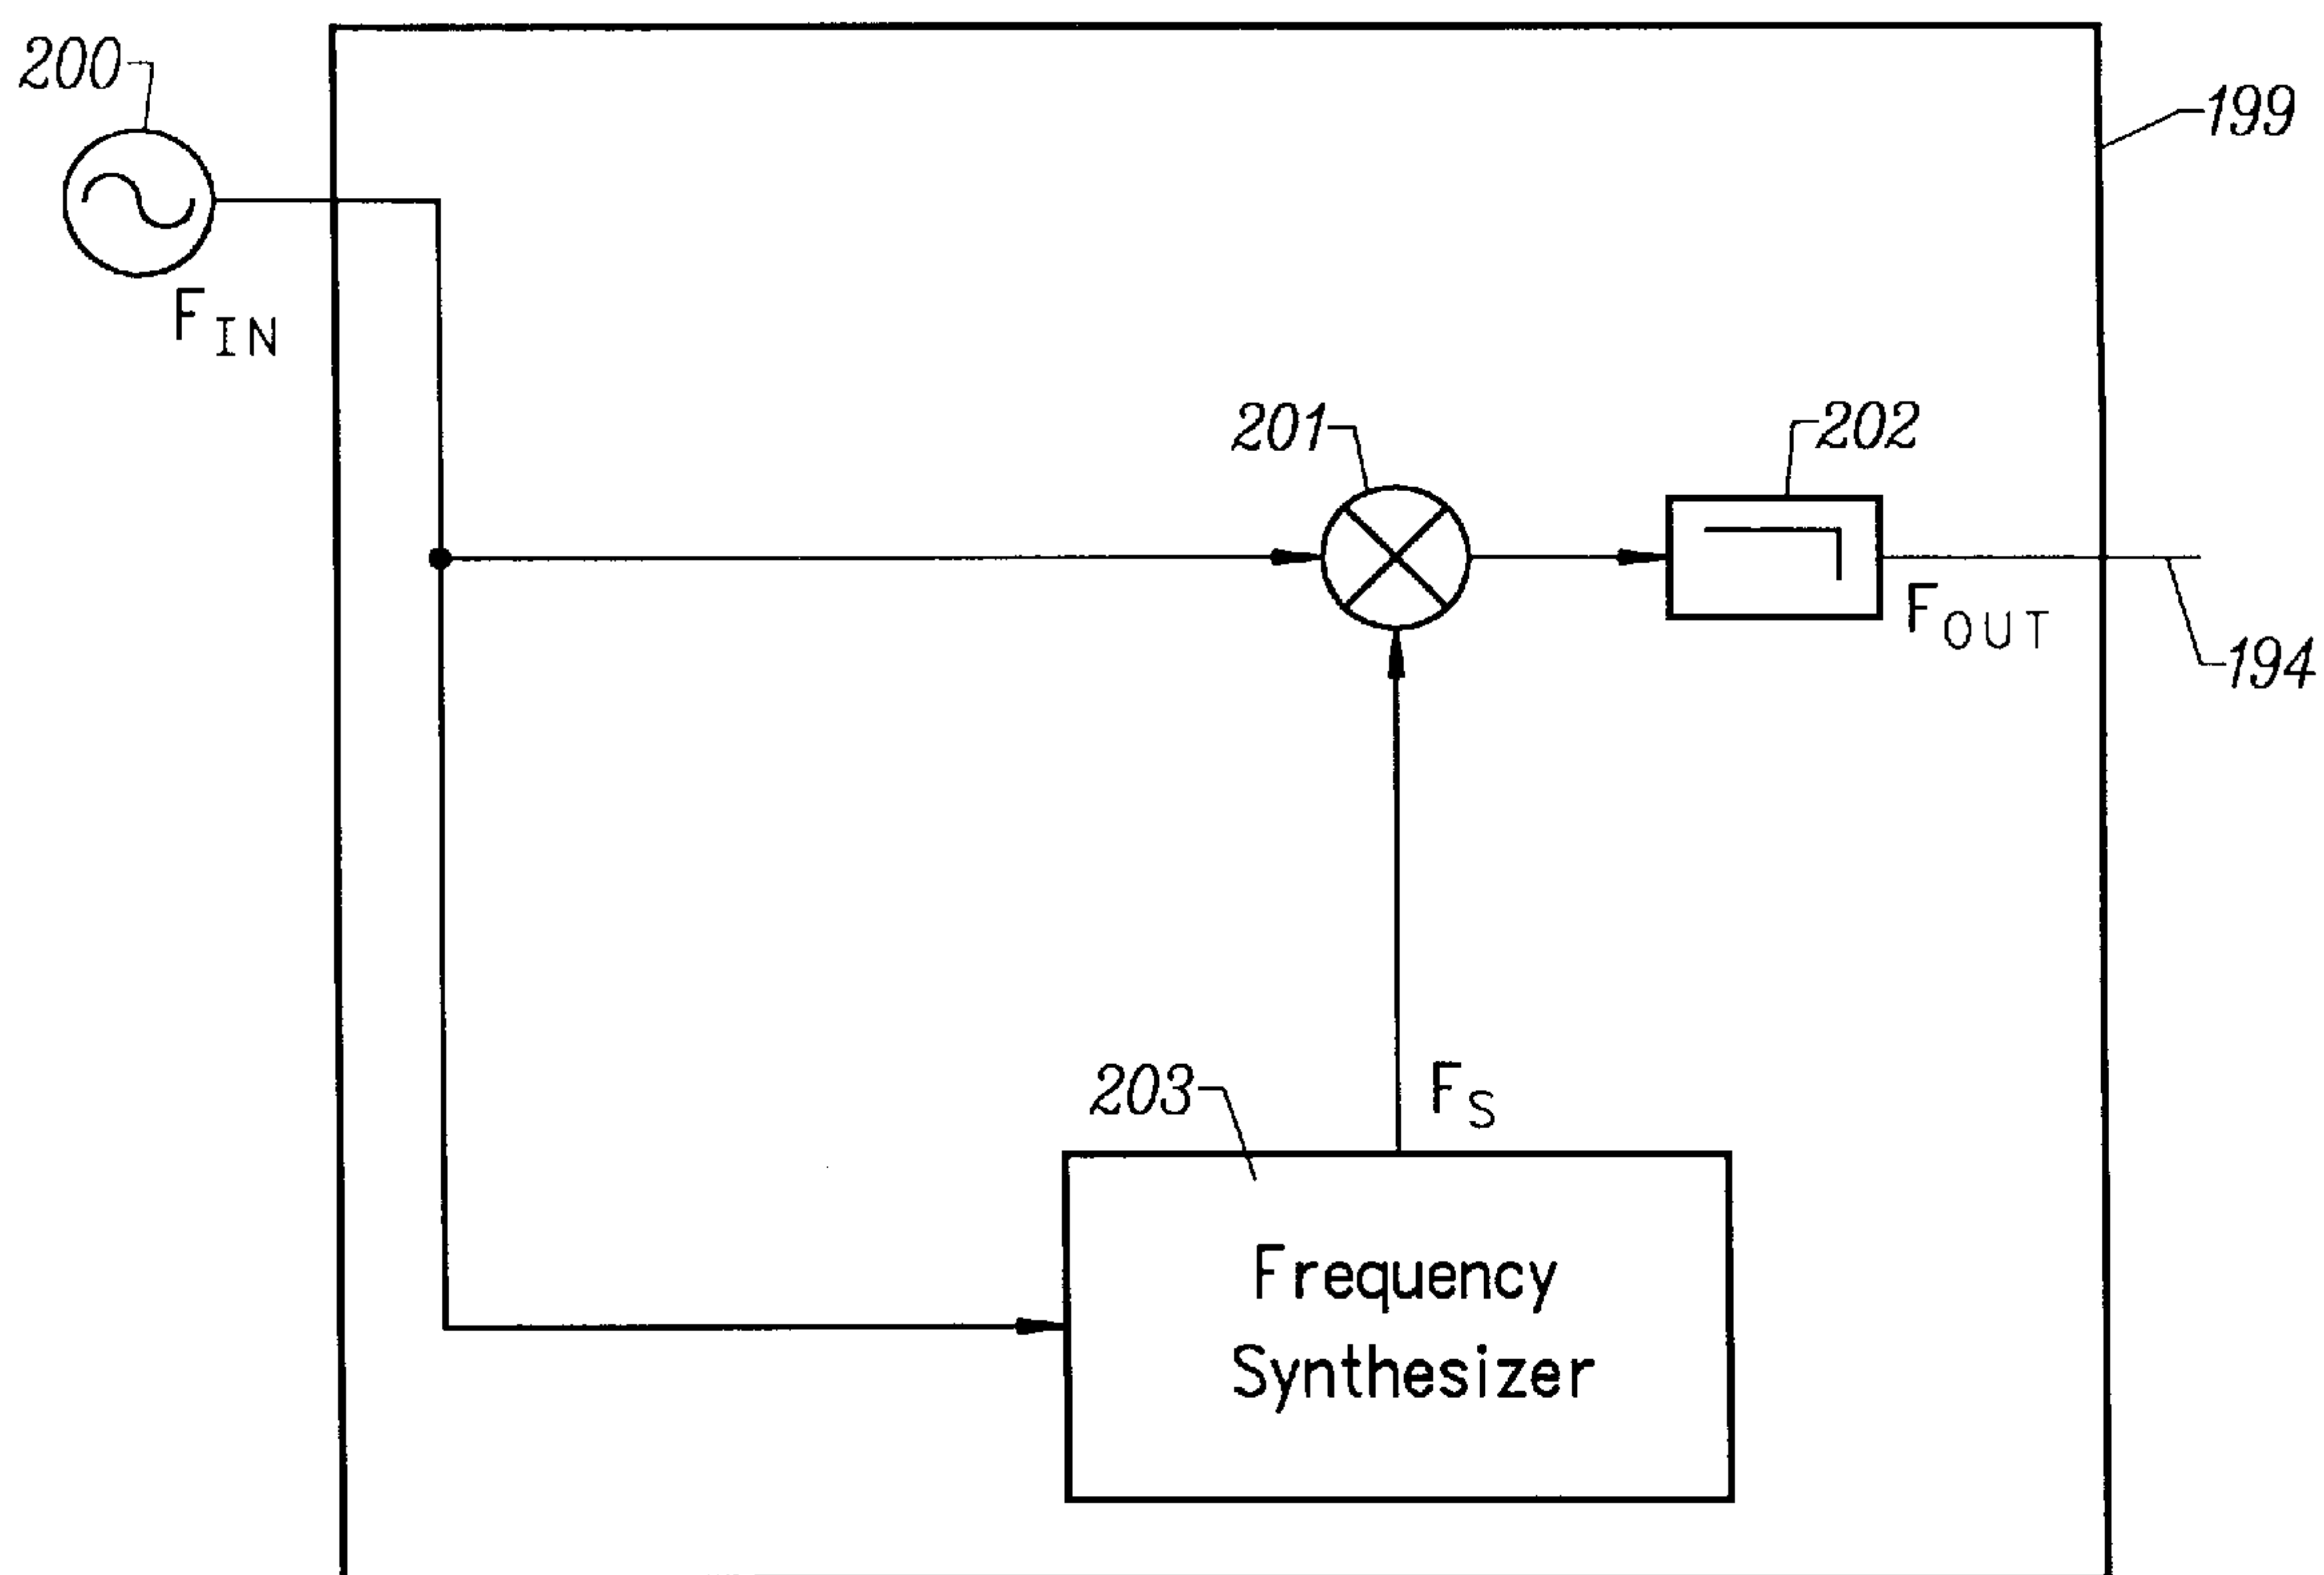 200
199
F_IN
201
202
F_OUT
194
203
F_S
Frequency
Synthesizer